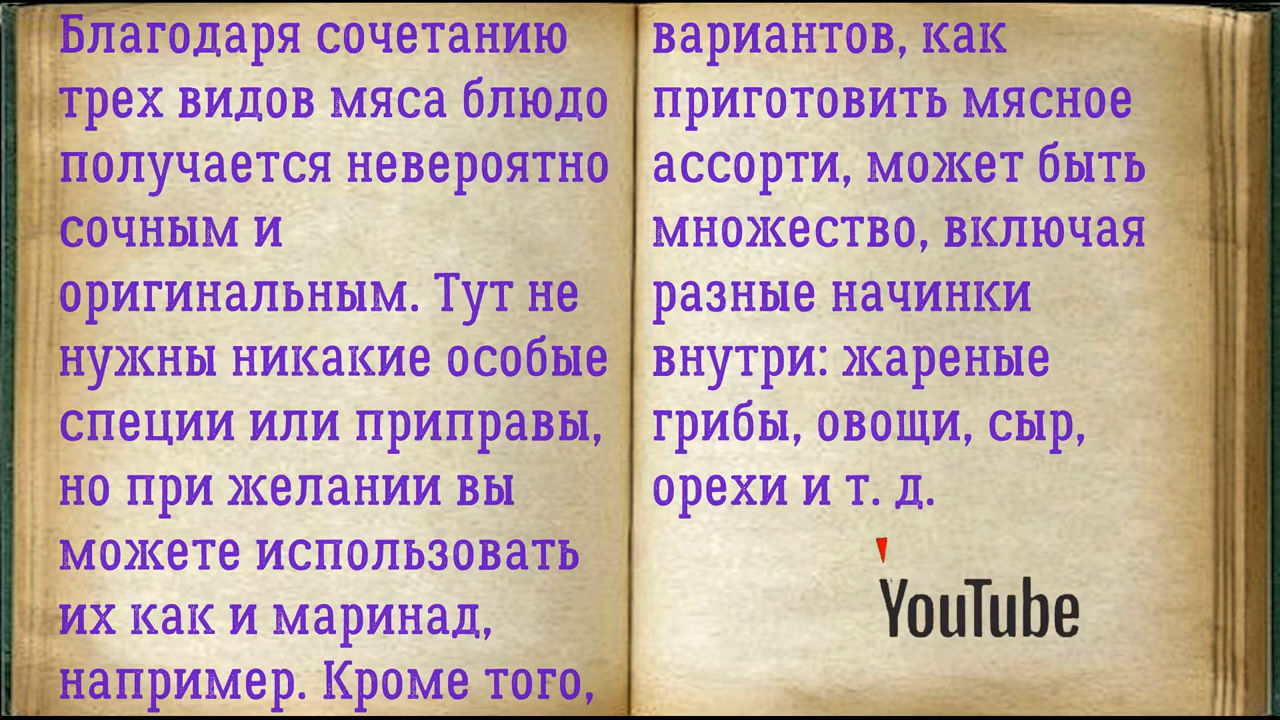 Благодаря сочетанию
трех видов мяса блюдо
получается невероятно
сочным и
оригинальным. Тут не
нужны никакие особые
специи или приправы,
но при желании вы
можете использовать
их как и маринад,
например. Кроме того,
вариантов, как
приготовить мясное
ассорти, может быть
множество, включая
разные начинки
внутри: жареные
грибы, овощи, сыр,
орехи и т. д.
YouTube